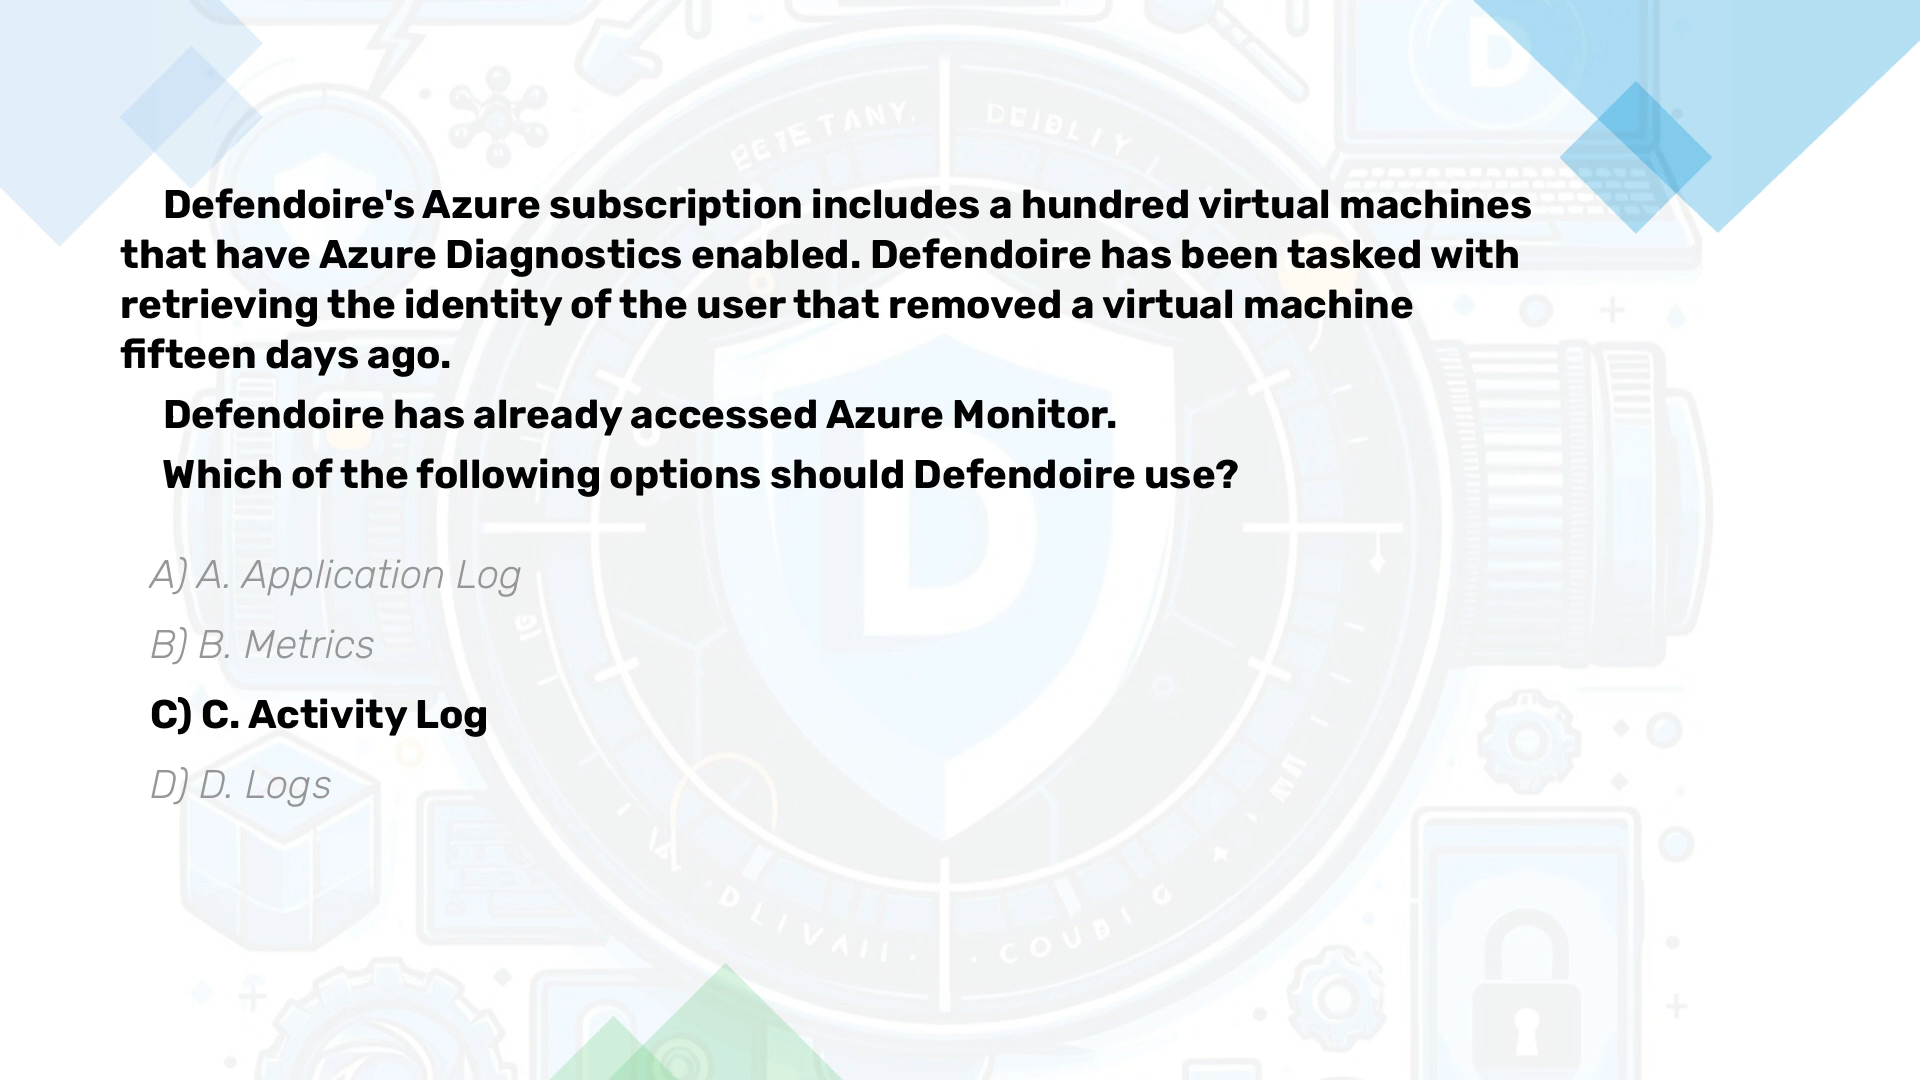 Defendoire's Azure subscription includes a hundred virtual machines
that have Azure Diagnostics enabled. Defendoire has been tasked with
retrieving the identity of the user that removed a virtual machine
fifteen days ago.
Defendoire has already accessed Azure Monitor.
Which of the following options should Defendoire use?
A) A. Application Log
B) B. Metrics
C) C. Activity Log
D) D. Logs